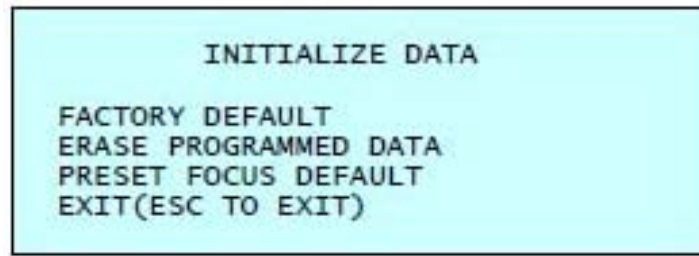 INITIALIZE DATA
FACTORY DEFAULT
ERASE PROGRAMMED DATA
PRESET FOCUS DEFAULT
EXIT(ESC TO EXIT)